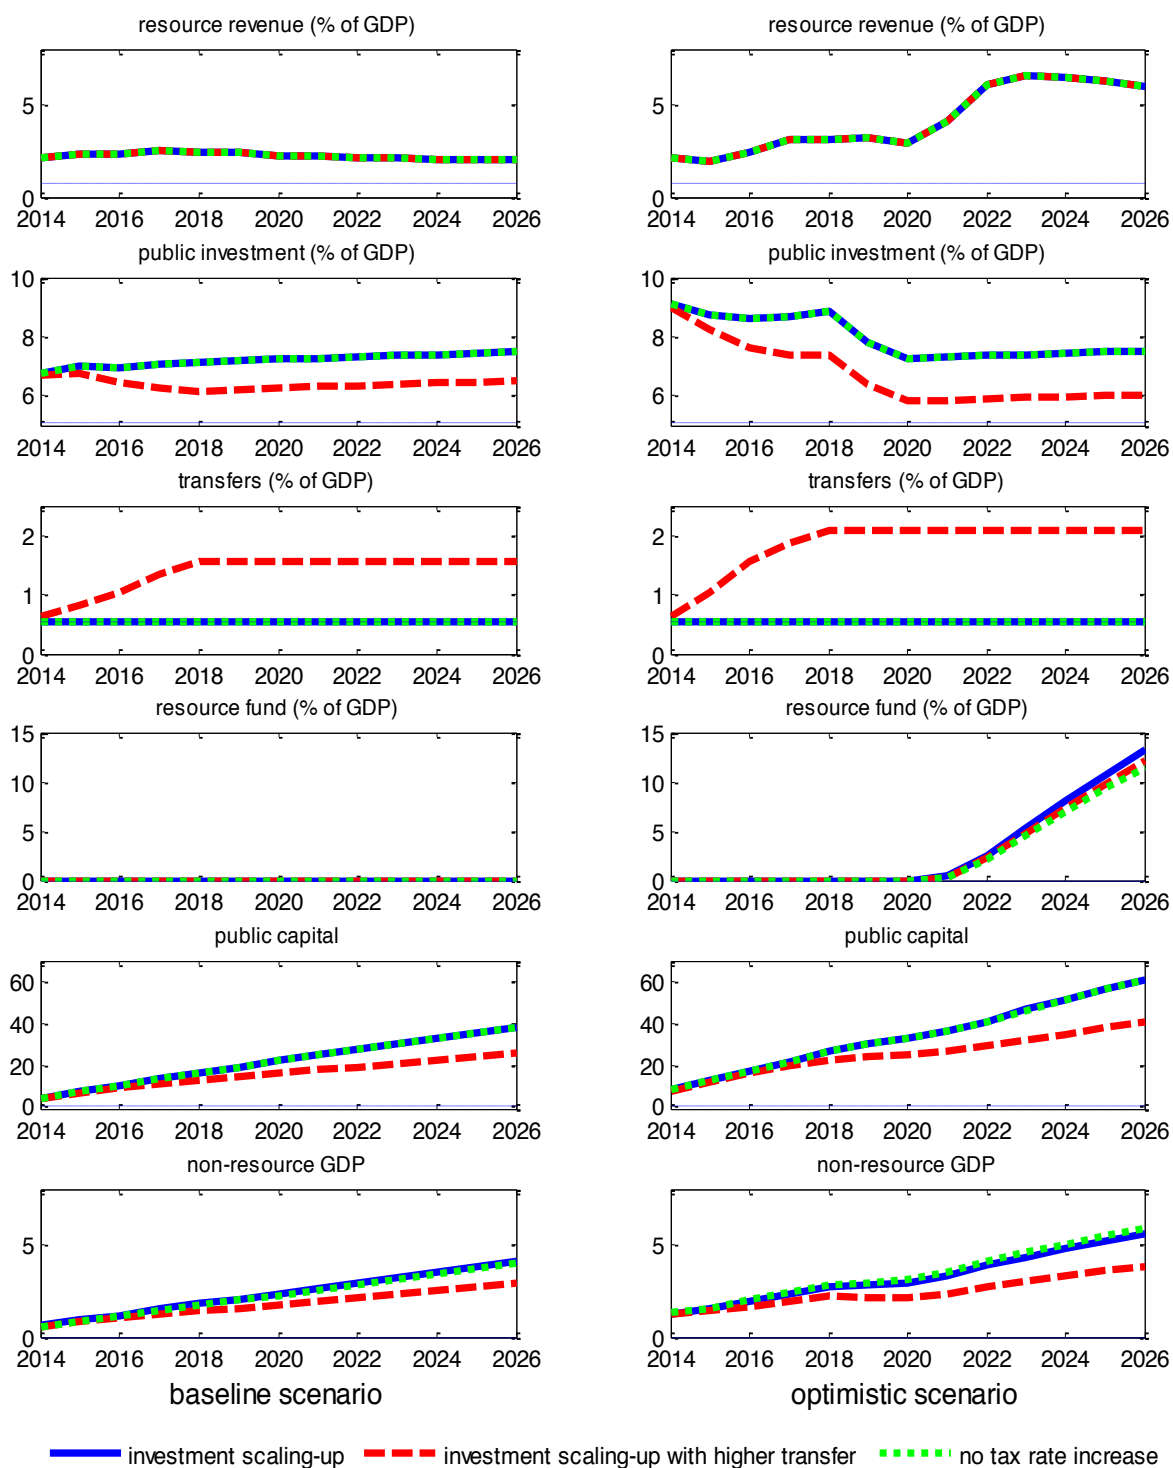 resource revenue (% of GDP)
resource revenue (% of GDP)
5
0
2014 2016 2018 2020 2022 2024 2026
5
0
2014 2016 2018 2020 2022 2024 2026
public investment (% of GDP)
public investment (% of GDP)
10
8
6
2014 2016 2018 2020 2022 2024 2026
10
8
6
2014 2016 2018 2020 2022 2024 2026
transfers (% of GDP)
transfers (% of GDP)
2
1
0
2014 2016 2018 2020 2022 2024 2026
2
1
0
2014 2016 2018 2020 2022 2024 2026
resource fund (% of GDP)
resource fund (% of GDP)
15
10
5
0
2014 2016 2018 2020 2022 2024 2026
15
10
5
0
2014 2016 2018 2020 2022 2024 2026
public capital
public capital
60
40
20
0
2014 2016 2018 2020 2022 2024 2026
60
40
20
0
2014 2016 2018 2020 2022 2024 2026
non-resource GDP
non-resource GDP
5
0
2014 2016 2018 2020 2022 2024 2026
5
0
2014 2016 2018 2020 2022 2024 2026
baseline scenario
optimistic scenario
investment scaling-up
investment scaling-up with higher transfer
no tax rate increase